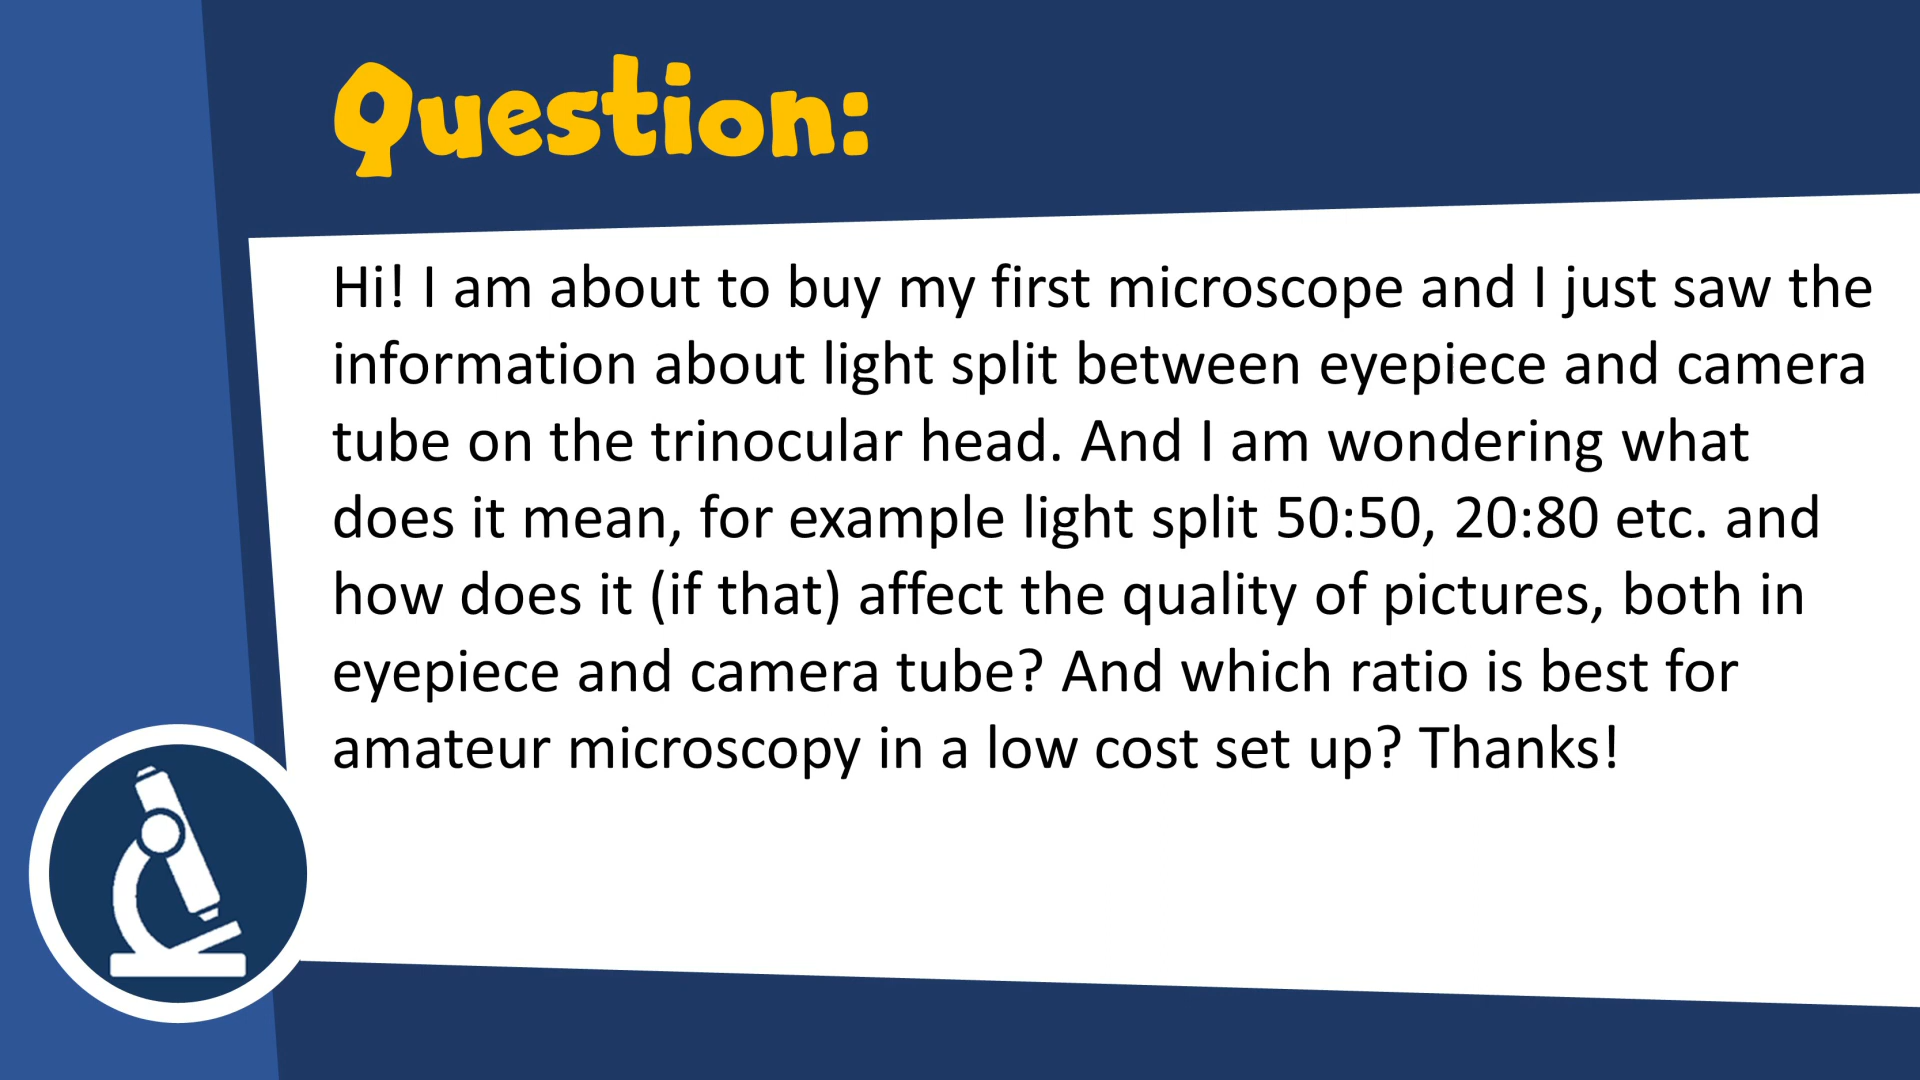 Question:
Hi! I am about to buy my first microscope and I just saw the
information about light split between eyepiece and camera
tube on the trinocular head. And I am wondering what
does it mean, for example light split 50:50, 20:80 etc. and
how does it (if that) affect the quality of pictures, both in
eyepiece and camera tube? And which ratio is best for
amateur microscopy in a low cost set up? Thanks!